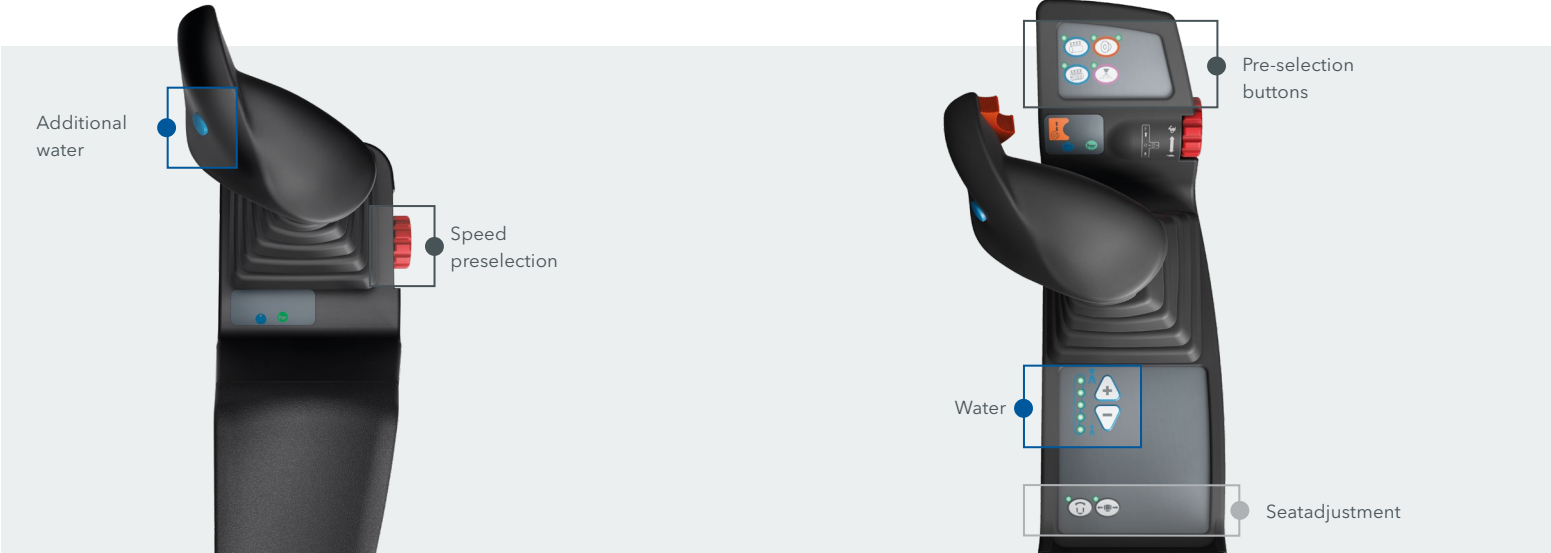 Additional
water
Speed
preselection
Pre-selection
buttons
Water
Seatadjustment